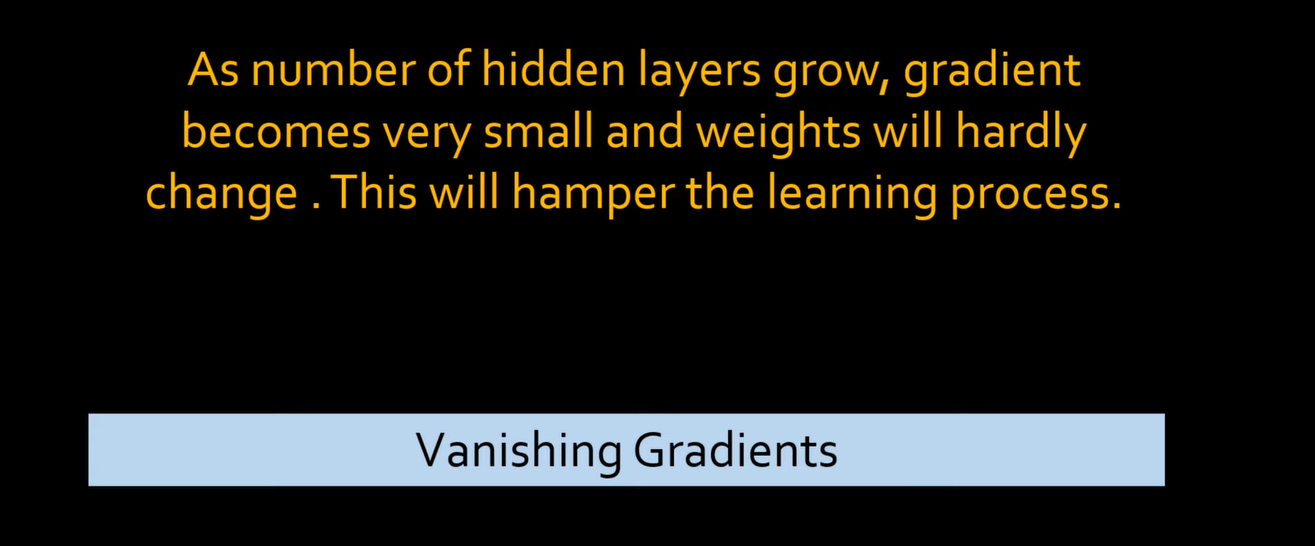 As number of hidden layers grow, gradient
becomes very small and weights will hardly
change . This will hamper the learning process.
Vanishing Gradients